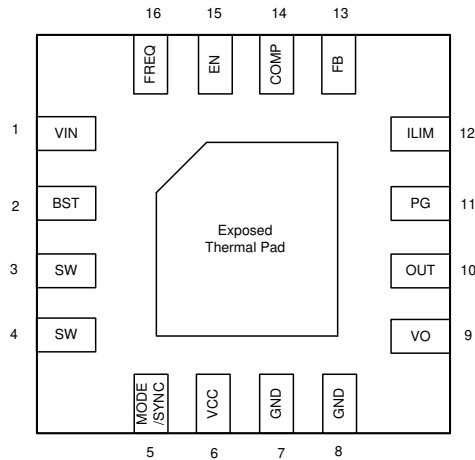 16 15 14 13
FREQ EN COMP FB
1 VIN ILIM 12
2 BST PG 11
Exposed
Thermal Pad
3 SW OUT 10
4 SW VO 9
MODE
/SYNC VCC GND GND
5 6 7 8